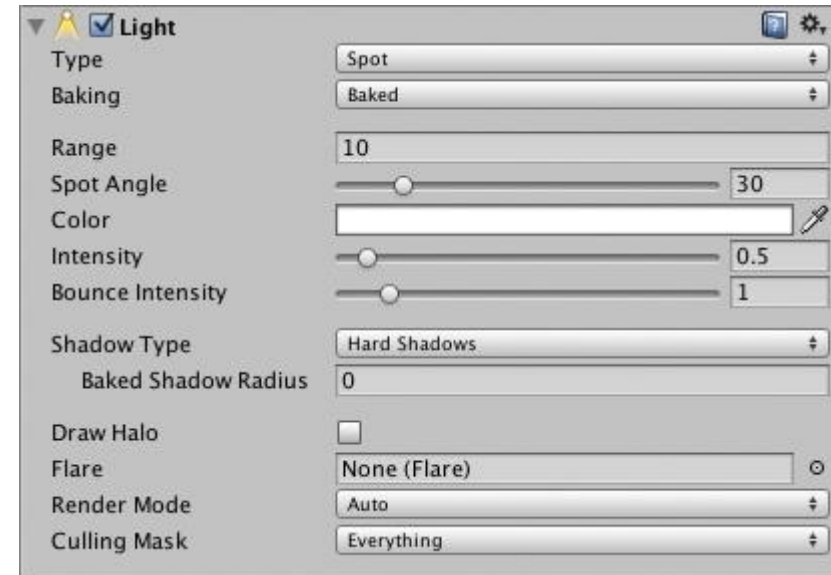 Light
Type Spot
Baking Baked
Range 10
Spot Angle 30
Color
Intensity 0.5
Bounce Intensity 1
Shadow Type Hard Shadows
Baked Shadow Radius 0
Draw Halo
Flare None (Flare)
Render Mode Auto
Culling Mask Everything